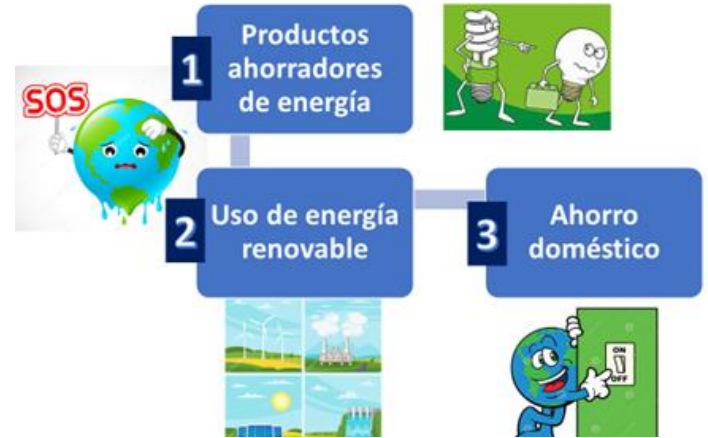 SOS
1
Productos
ahorradores
de energía
2
Uso de energía
renovable
3
Ahorro
doméstico
ON
OFF